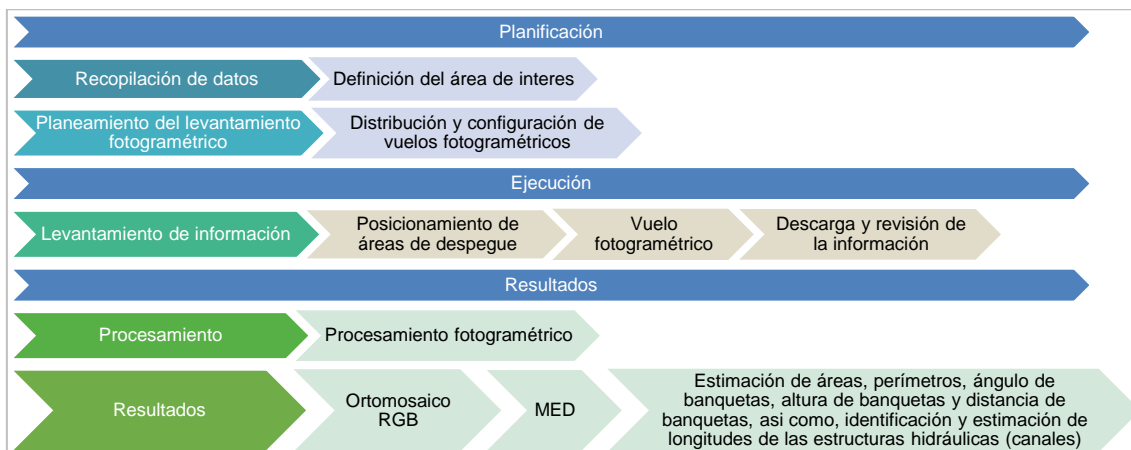 Planificación
Recopilación de datos
Definición del área de interes
Planeamiento del levantamiento
fotogramétrico
Distribución y configuración de
vuelos fotogramétricos
Ejecución
Levantamiento de información
Posicionamiento de
áreas de despegue
Vuelo
fotogramétrico
Descarga y revisión de
la información
Resultados
Procesamiento
Procesamiento fotogramétrico
Resultados
Ortomosaico
RGB
MED
Estimación de áreas, perímetros, ángulo de
banquetas, altura de banquetas y distancia de
banquetas, asi como, identificación y estimación de
longitudes de las estructuras hidráulicas (canales)